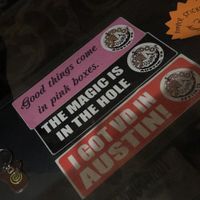 Good things come
in pink boxes.
THE MAGIC IS
IN THE HOLE
I GOT VD IN
AUSTIN!